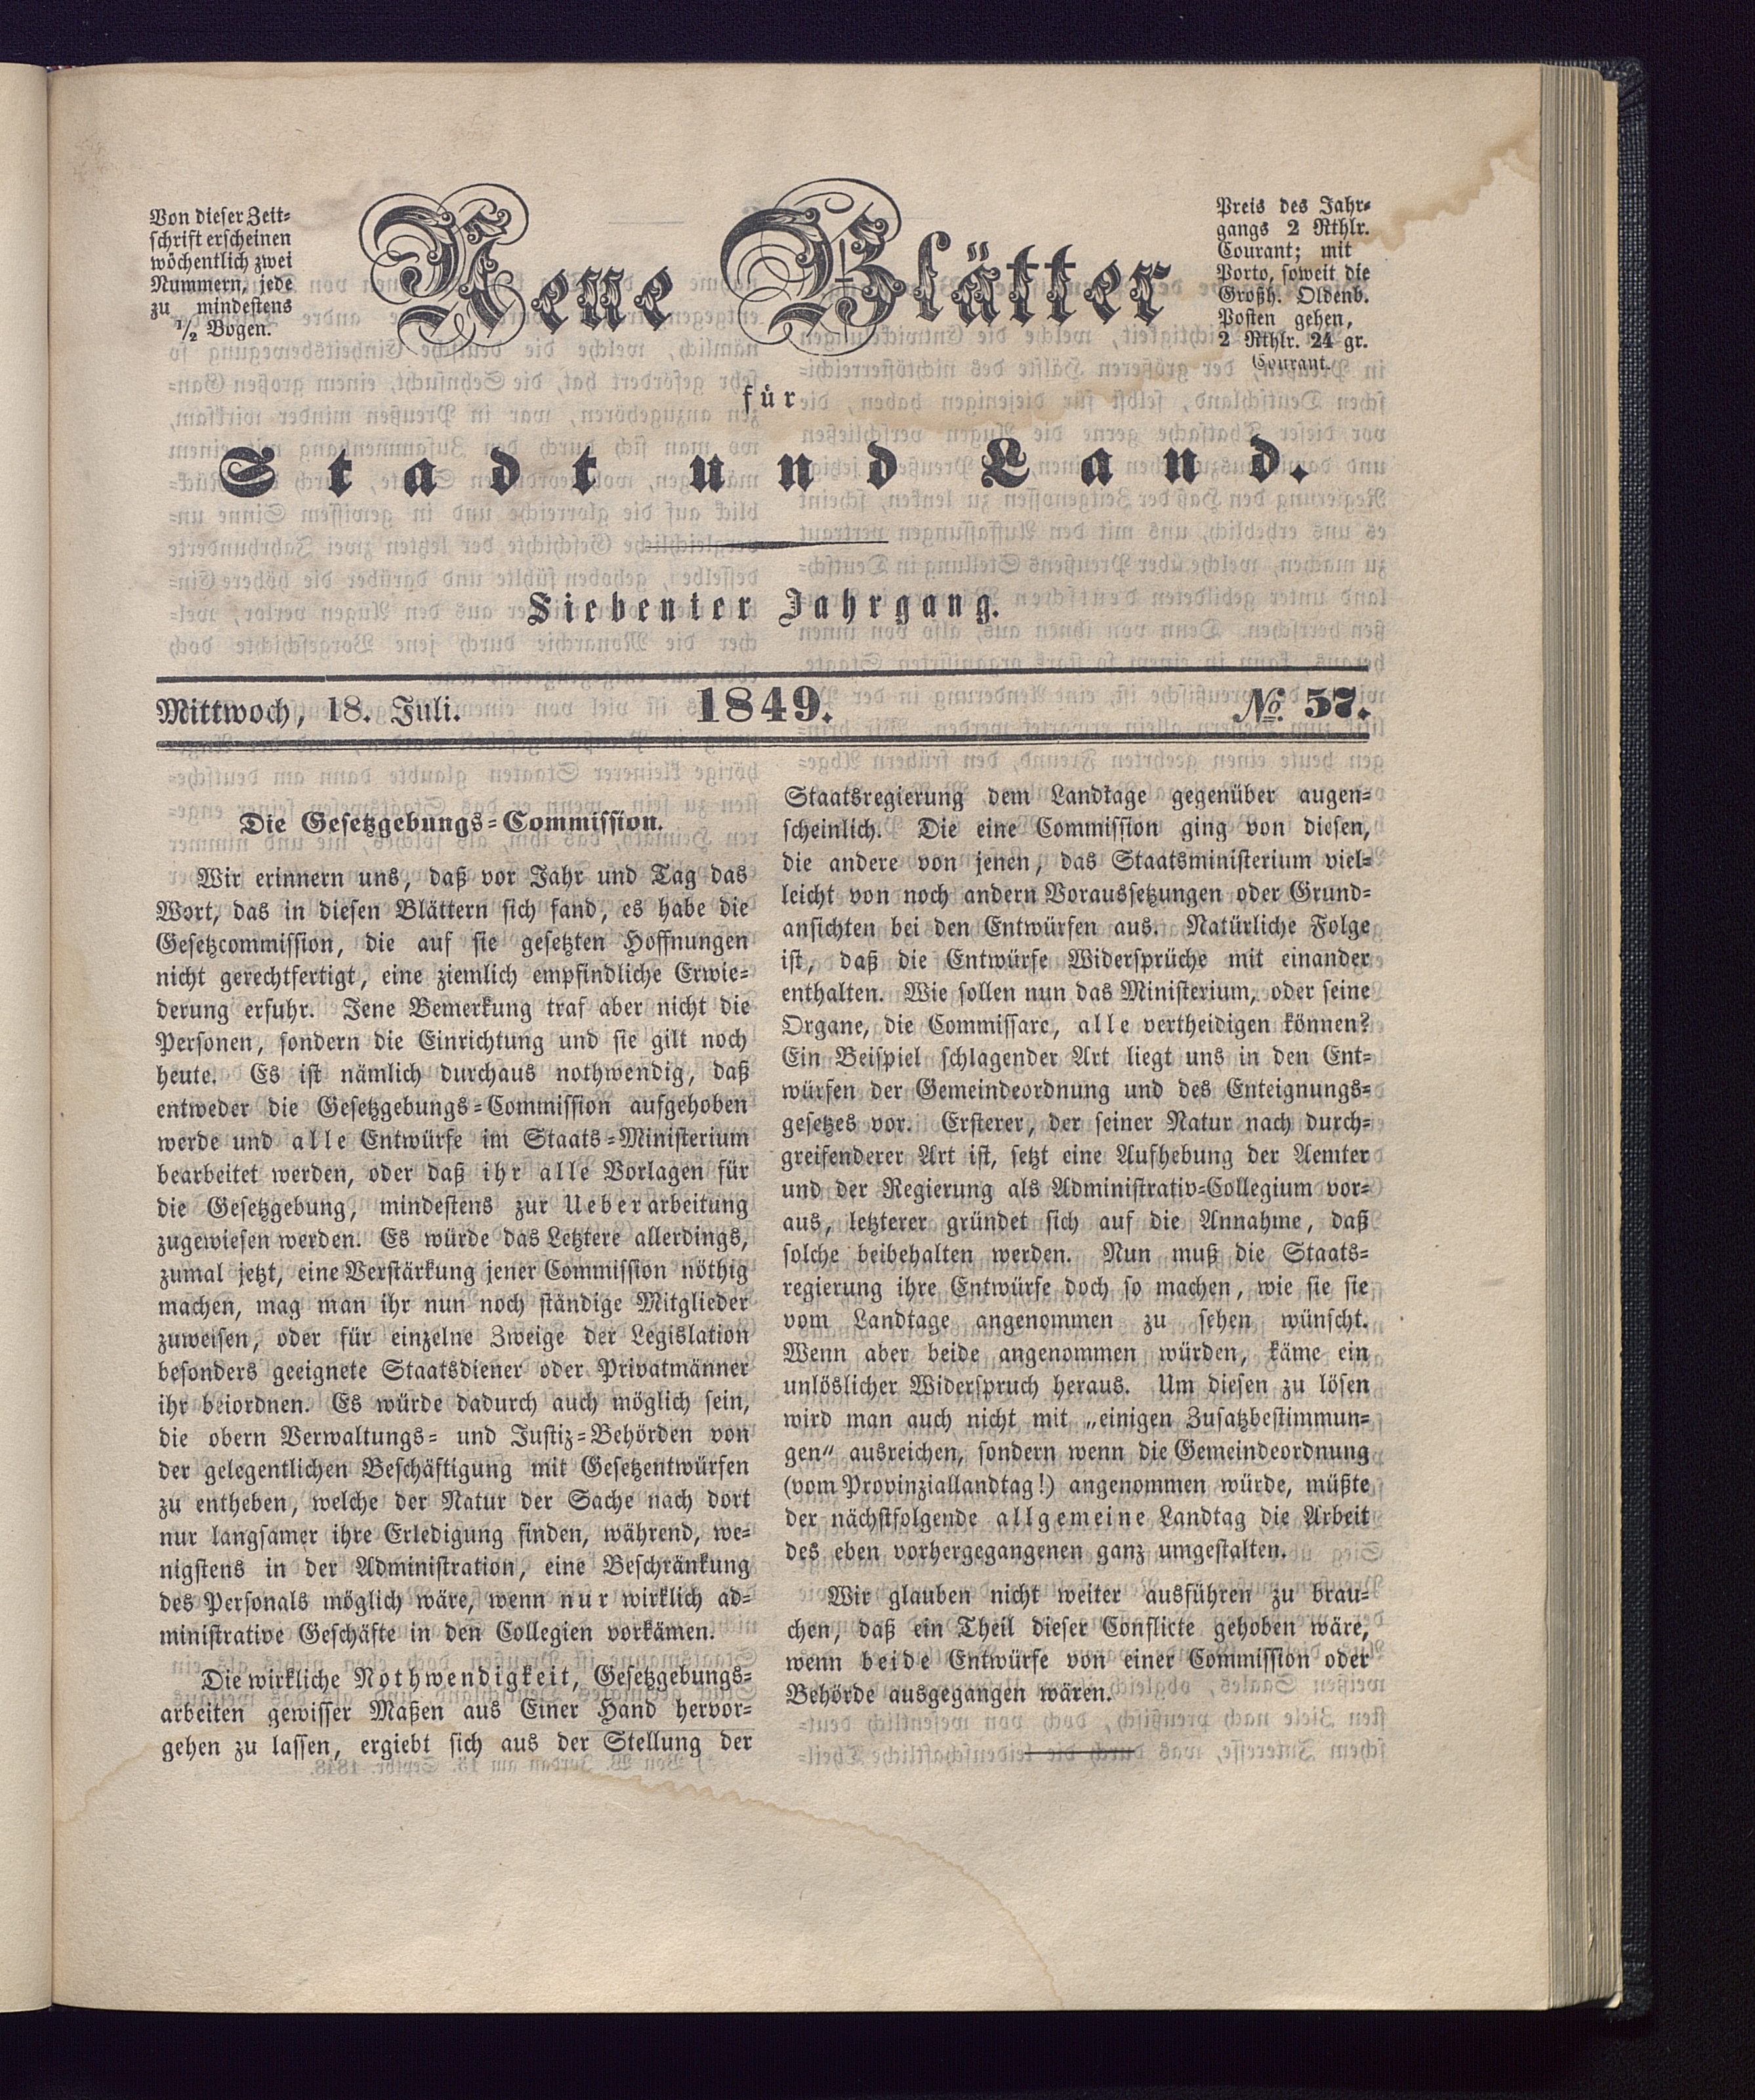 Von dieser Zeit-
schrift erscheinen
wöchentlich zwei
Nummern, jede
zu mindestens
1/2 Bogen.
Neue Blätter
Preis des Jahr-
gangs 2 Rthlr.
Courant; mit
Porto, soweit die
Großh. Oldenb.
Posten gehen,
2 Rthlr. 24 gr.
Courant.
für
Stadt und Land.
Siebenter Jahrgang.
Mittwoch, 18. Juli. 1849. No. 57.
Die Gesetzgebungs-Commission.
Wir erinnern uns, daß vor Jahr und Tag das
Wort, das in diesen Blättern sich fand, es habe die
Gesetzcommission, die auf sie gesetzten Hoffnungen
nicht gerechtfertigt, eine ziemlich empfindliche Erwie-
derung erfuhr. Jene Bemerkung traf aber nicht die
Personen, sondern die Einrichtung und sie gilt noch
heute. Es ist nämlich durchaus nothwendig, daß
entweder die Gesetzgebungs-Commission aufgehoben
werde und alle Entwürfe im Staats-Ministerium
bearbeitet werden, oder daß ihr alle Vorlagen für
die Gesetzgebung, mindestens zur Ueberarbeitung
zugewiesen werden. Es würde das Letztere allerdings,
zumal jetzt, eine Verstärkung jener Commission nöthig
machen, mag man ihr nun noch ständige Mitglieder
zuweisen, oder für einzelne Zweige der Legislation
besonders geeignete Staatsdiener oder Privatmänner
ihr beiordnen. Es würde dadurch auch möglich sein,
die obern Verwaltungs- und Justiz-Behörden von
der gelegentlichen Beschäftigung mit Gesetzentwürfen
zu entheben, welche der Natur der Sache nach dort
nur langsamer ihre Erledigung finden, während, we-
nigstens in der Administration, eine Beschränkung
des Personals möglich wäre, wenn nur wirklich ad-
ministrative Geschäfte in den Collegien vorkämen.
Die wirkliche Nothwendigkeit, Gesetzgebungs-
arbeiten gewisser Maßen aus Einer Hand hervor-
gehen zu lassen, ergiebt sich aus der Stellung der
Staatsregierung dem Landtage gegenüber augen-
scheinlich. Die eine Commission ging von diesen,
die andere von jenen, das Staatsministerium viel-
leicht von noch andern Voraussetzungen oder Grund-
ansichten bei den Entwürfen aus. Natürliche Folge
ist, daß die Entwürfe Widersprüche mit einander
enthalten. Wie sollen nun das Ministerium, oder seine
Organe, die Commissare, alle vertheidigen können?
Ein Beispiel schlagender Art liegt uns in den Ent-
würfen der Gemeindeordnung und des Enteignungs-
gesetzes vor. Ersterer, der seiner Natur nach durch-
greifenderer Art ist, setzt eine Aufhebung der Aemter
und der Regierung als Administrativ-Collegium vor-
aus, letzterer gründet sich auf die Annahme, daß
solche beibehalten werden. Nun muß die Staats-
regierung ihre Entwürfe doch so machen, wie sie sie
vom Landtage angenommen zu sehen wünscht.
Wenn aber beide angenommen würden, käme ein
unlöslicher Widerspruch heraus. Um diesen zu lösen
wird man auch nicht mit „einigen Zusatzbestimmun-
gen“ ausreichen, sondern wenn die Gemeindeordnung
(vom Provinziallandtag!) angenommen würde, müßte
der nächstfolgende allgemeine Landtag die Arbeit
des eben vorhergegangenen ganz umgestalten.
Wir glauben nicht weiter ausführen zu brau-
chen, daß ein Theil dieser Conflicte gehoben wäre,
wenn beide Entwürfe von einer Commission oder
Behörde ausgegangen wären.